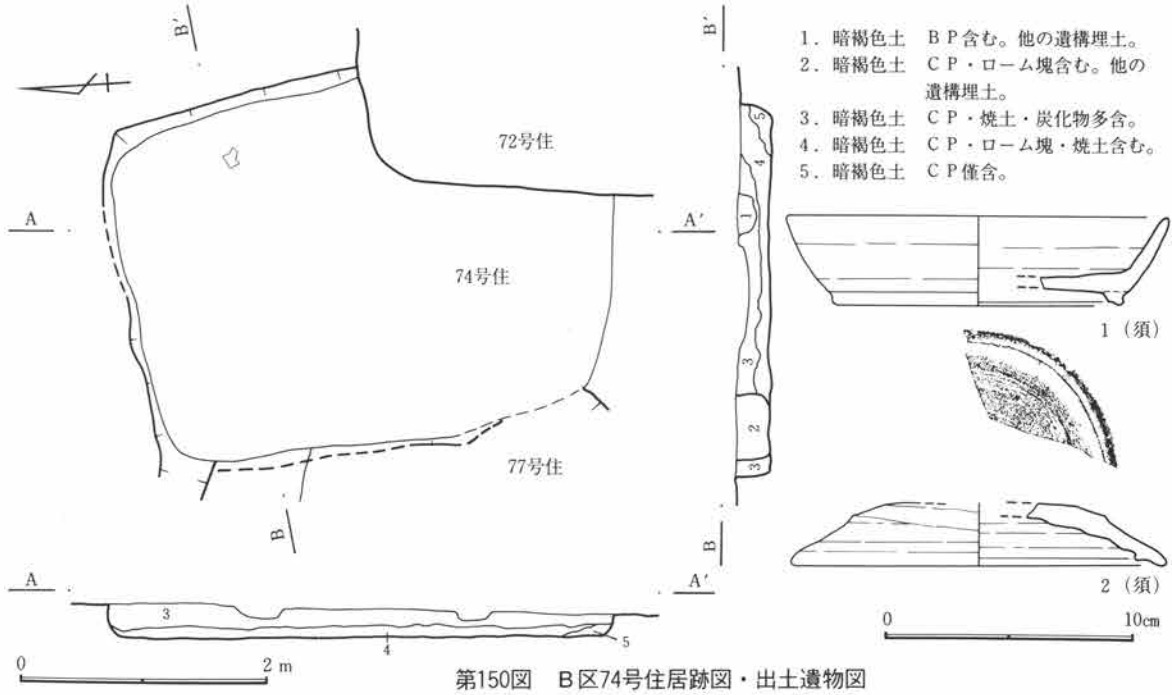 B′
B′
1．暗褐色土　ＢＰ含む。他の遺構埋土。
2．暗褐色土　ＣＰ・ローム塊含む。他の
遺構埋土。
3．暗褐色土　ＣＰ・焼土・炭化物多含。
4．暗褐色土　ＣＰ・ローム塊・焼土含む。
5．暗褐色土　ＣＰ僅含。
72号住
5
4
A
A′
1
74号住
1（須）
3
2
77号住
3
B
B
2（須）
A
A′
3
5
4
0
10cm
0
2 m
第150図　Ｂ区74号住居跡図・出土遺物図